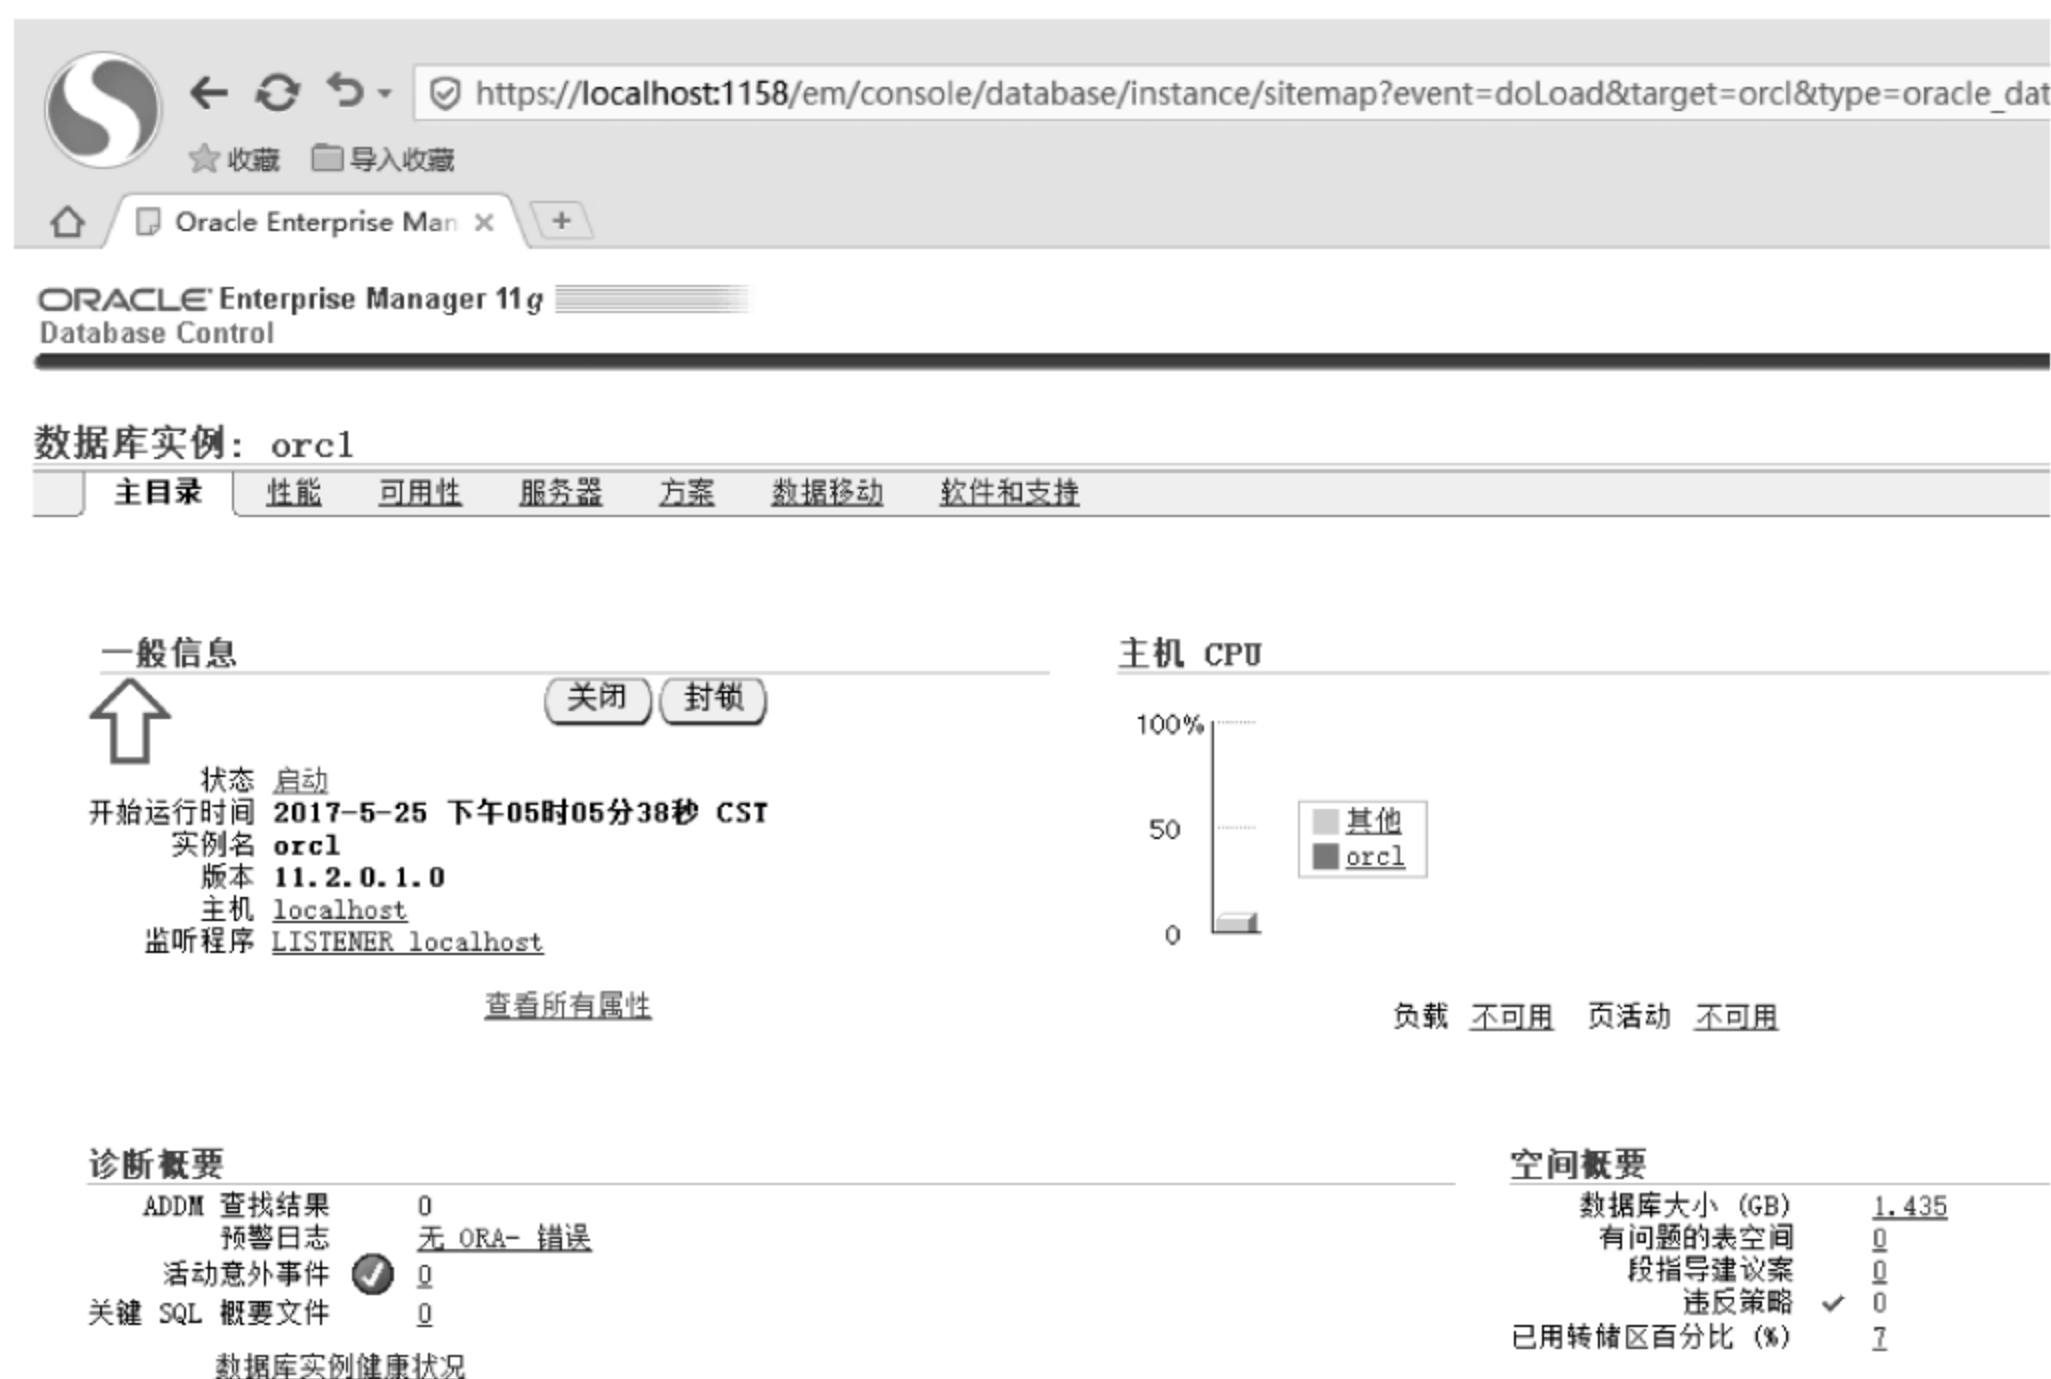 https://localhost:1158/em/console/database/instance/sitemap?event=doLoad&target=orcl&type=oracle_dat
收藏 导入收藏
Oracle Enterprise Man
ORACLE Enterprise Manager 11g
Database Control
数据库实例: orcl
主目录 性能 可用性 服务器 方案 数据移动 软件和支持
一般信息
关闭 封锁
状态 启动
开始运行时间 2017-5-25 下午05时05分38秒 CST
实例名 orcl
版本 11.2.0.1.0
主机 localhost
监听程序 LISTENER_localhost
查看所有属性
主机 CPU
100%
50
0
其他
orcl
负载 不可用 页活动 不可用
诊断概要
ADDM 查找结果 0
预警日志 无 ORA- 错误
活动意外事件 0
关键 SQL 概要文件 0
数据库实例健康状况
空间概要
数据库大小 (GB) 1.435
有问题的表空间 0
段指导建议案 0
违反策略 0
已用转储区百分比 (%) 7